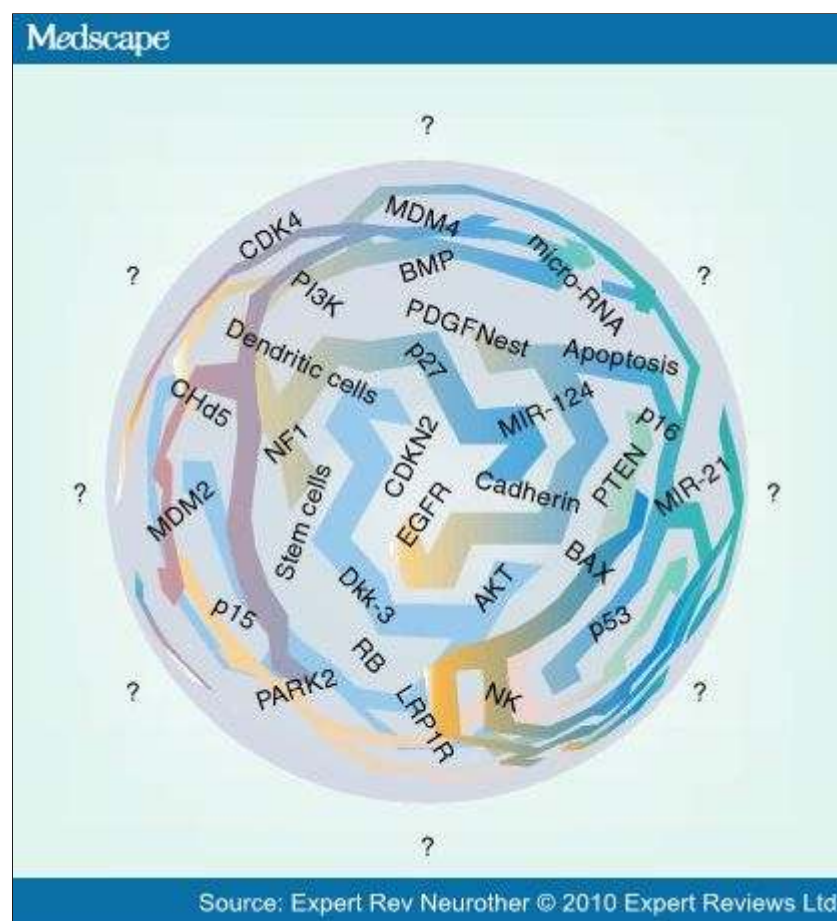 Medscape
?
CDK4
MDM4
micro-RNA
?
?
PI3K
BMP
PDGFNest
Apoptosis
Dendritic cells
p27
CHd5
MIR-124
p16
NF1
CDKN2
PTEN
MIR-21
?
MDM2
Stem cells
EGFR
Cadherin
?
BAX
p15
Dkk-3
AKT
p53
RB
?
PARK2
LRP1R
NK
?
?
Source: Expert Rev Neurother © 2010 Expert Reviews Ltd